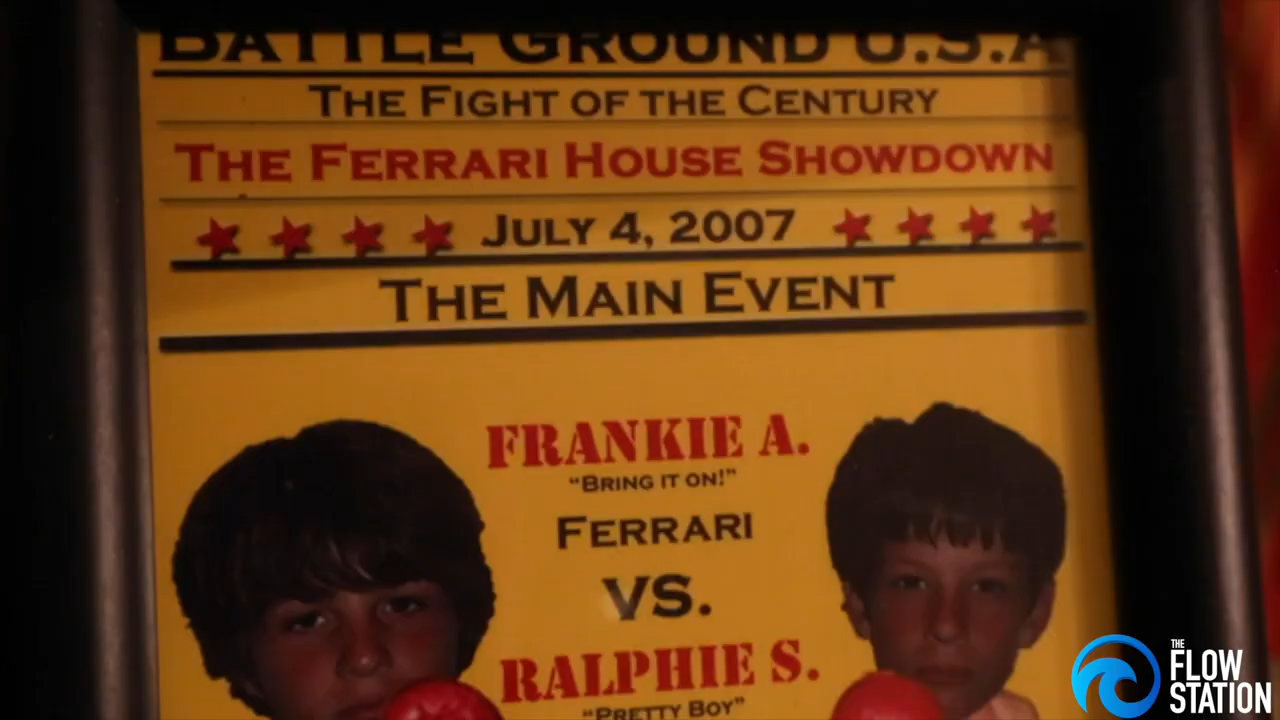 BATTLE GROUND U.S.A
THE FIGHT OF THE CENTURY
THE FERRARI HOUSE SHOWDOWN
JULY 4, 2007
THE MAIN EVENT
FRANKIE A.
"BRING IT ON!"
FERRARI
VS.
RALPHIE S.
"PRETTY BOY"
THE
FLOW
STATION